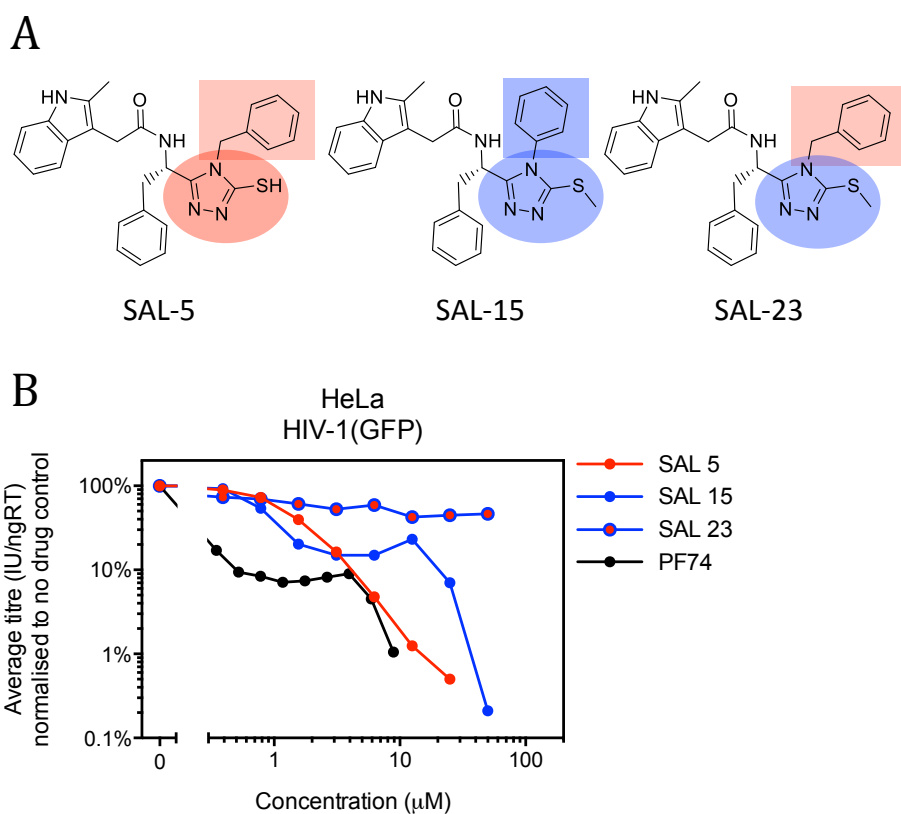 A
HN
O
NH
N
N N
SH
SAL-5
HN
O
NH
N
N N
S
SAL-15
HN
O
NH
N
N N
S
SAL-23
B
HeLa
HIV-1(GFP)
Average titre (IU/ngRT)
normalised to no drug control
100%
10%
1%
0.1%
0
1
10
100
Concentration (μM)
SAL 5
SAL 15
SAL 23
PF74